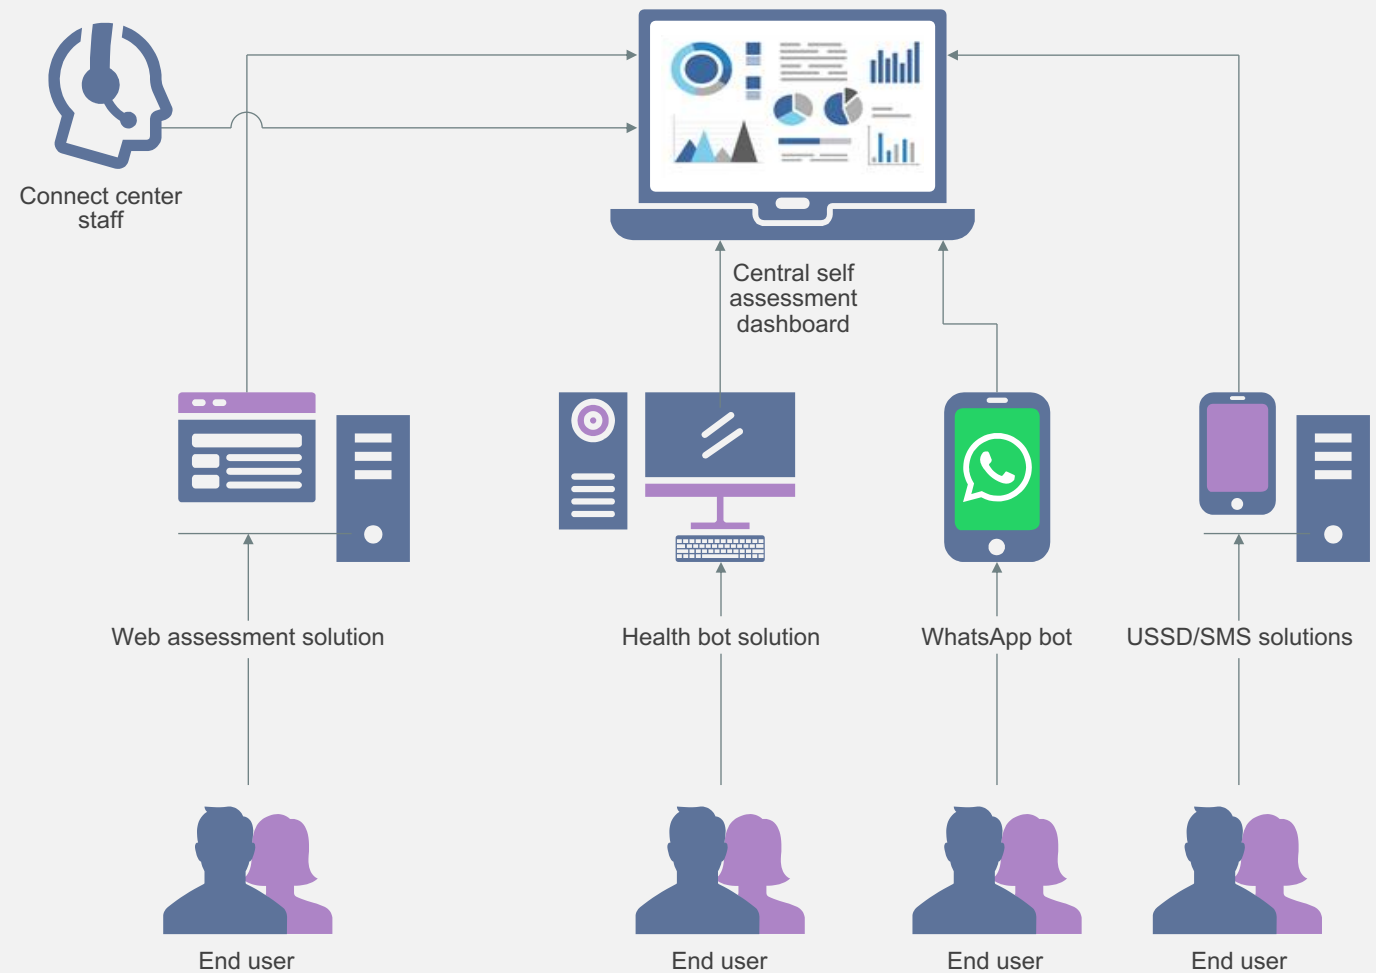 Connect center
staff
Central self
assessment
dashboard
Web assessment solution
Health bot solution
WhatsApp bot
USSD/SMS solutions
End user
End user
End user
End user